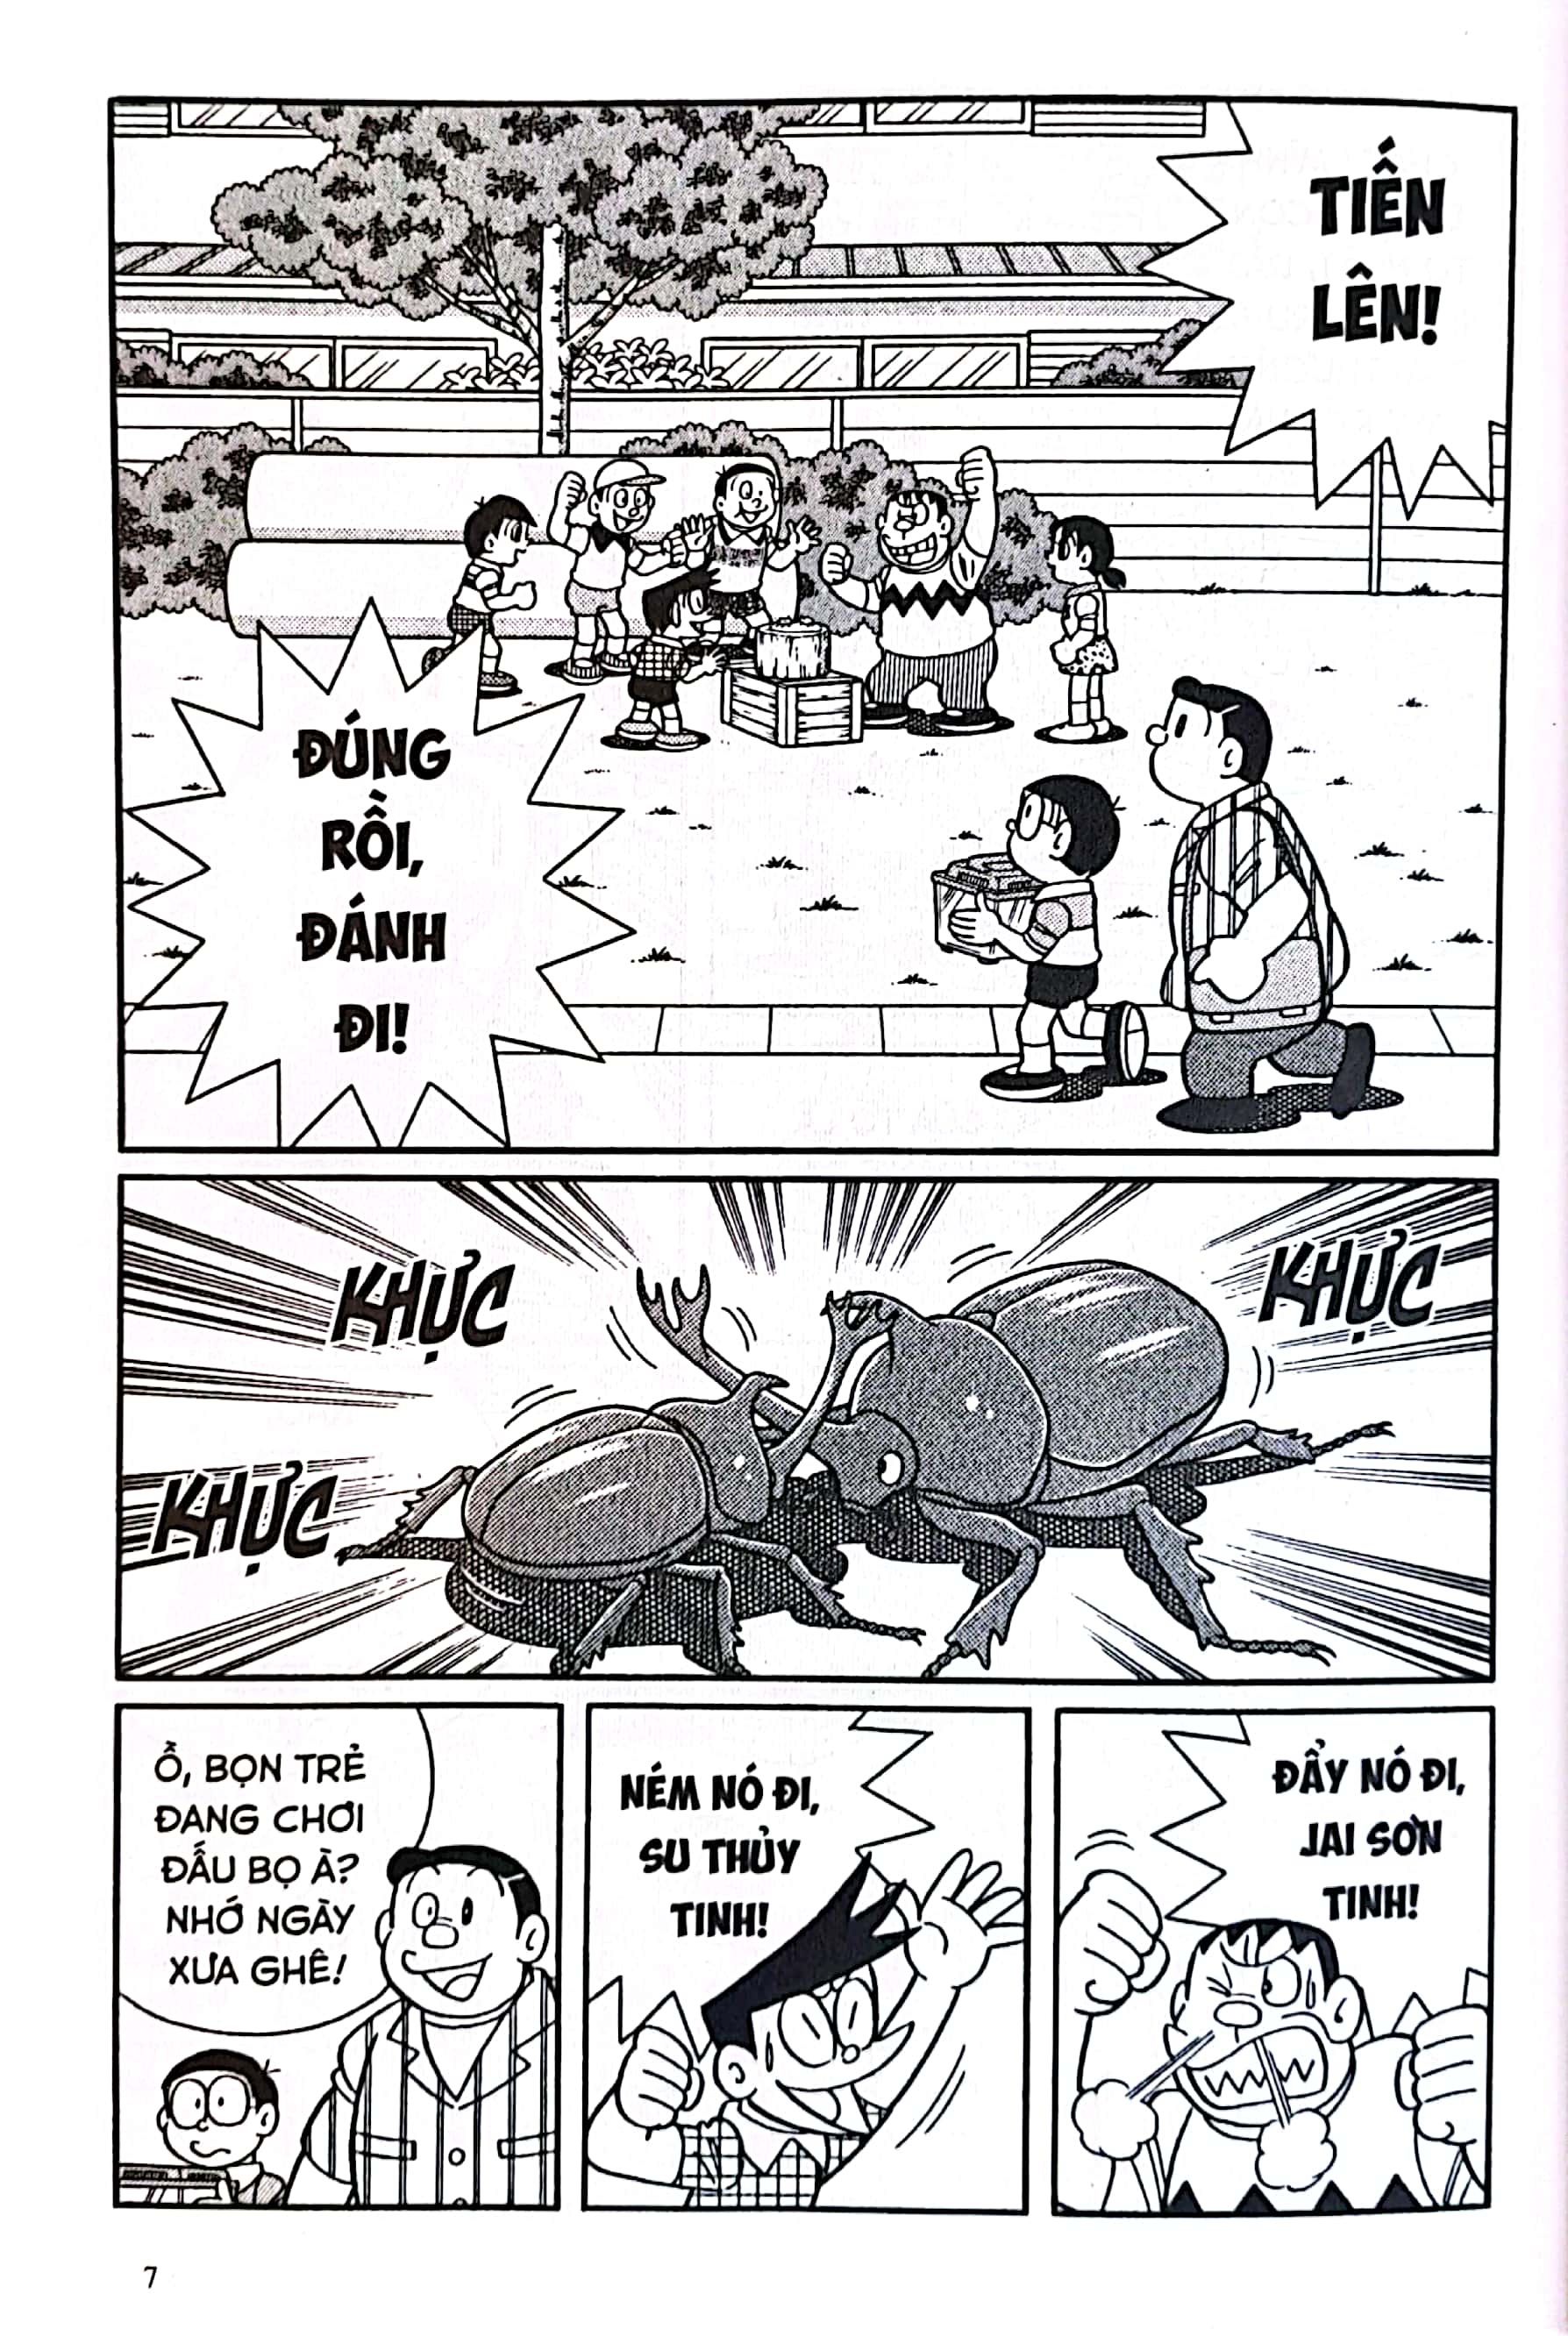 TIẾN
LÊN!
ĐÚNG
RỒI,
ĐÁNH
ĐI!
KHỰC
KHỰC
KHỰC
Ồ, BỌN TRẺ
ĐANG CHƠI
ĐẤU BỌ À?
NHỚ NGÀY
XƯA GHÊ!
NÉM NÓ ĐI,
SU THỦY
TINH!
ĐẨY NÓ ĐI,
JAI SƠN
TINH!
7